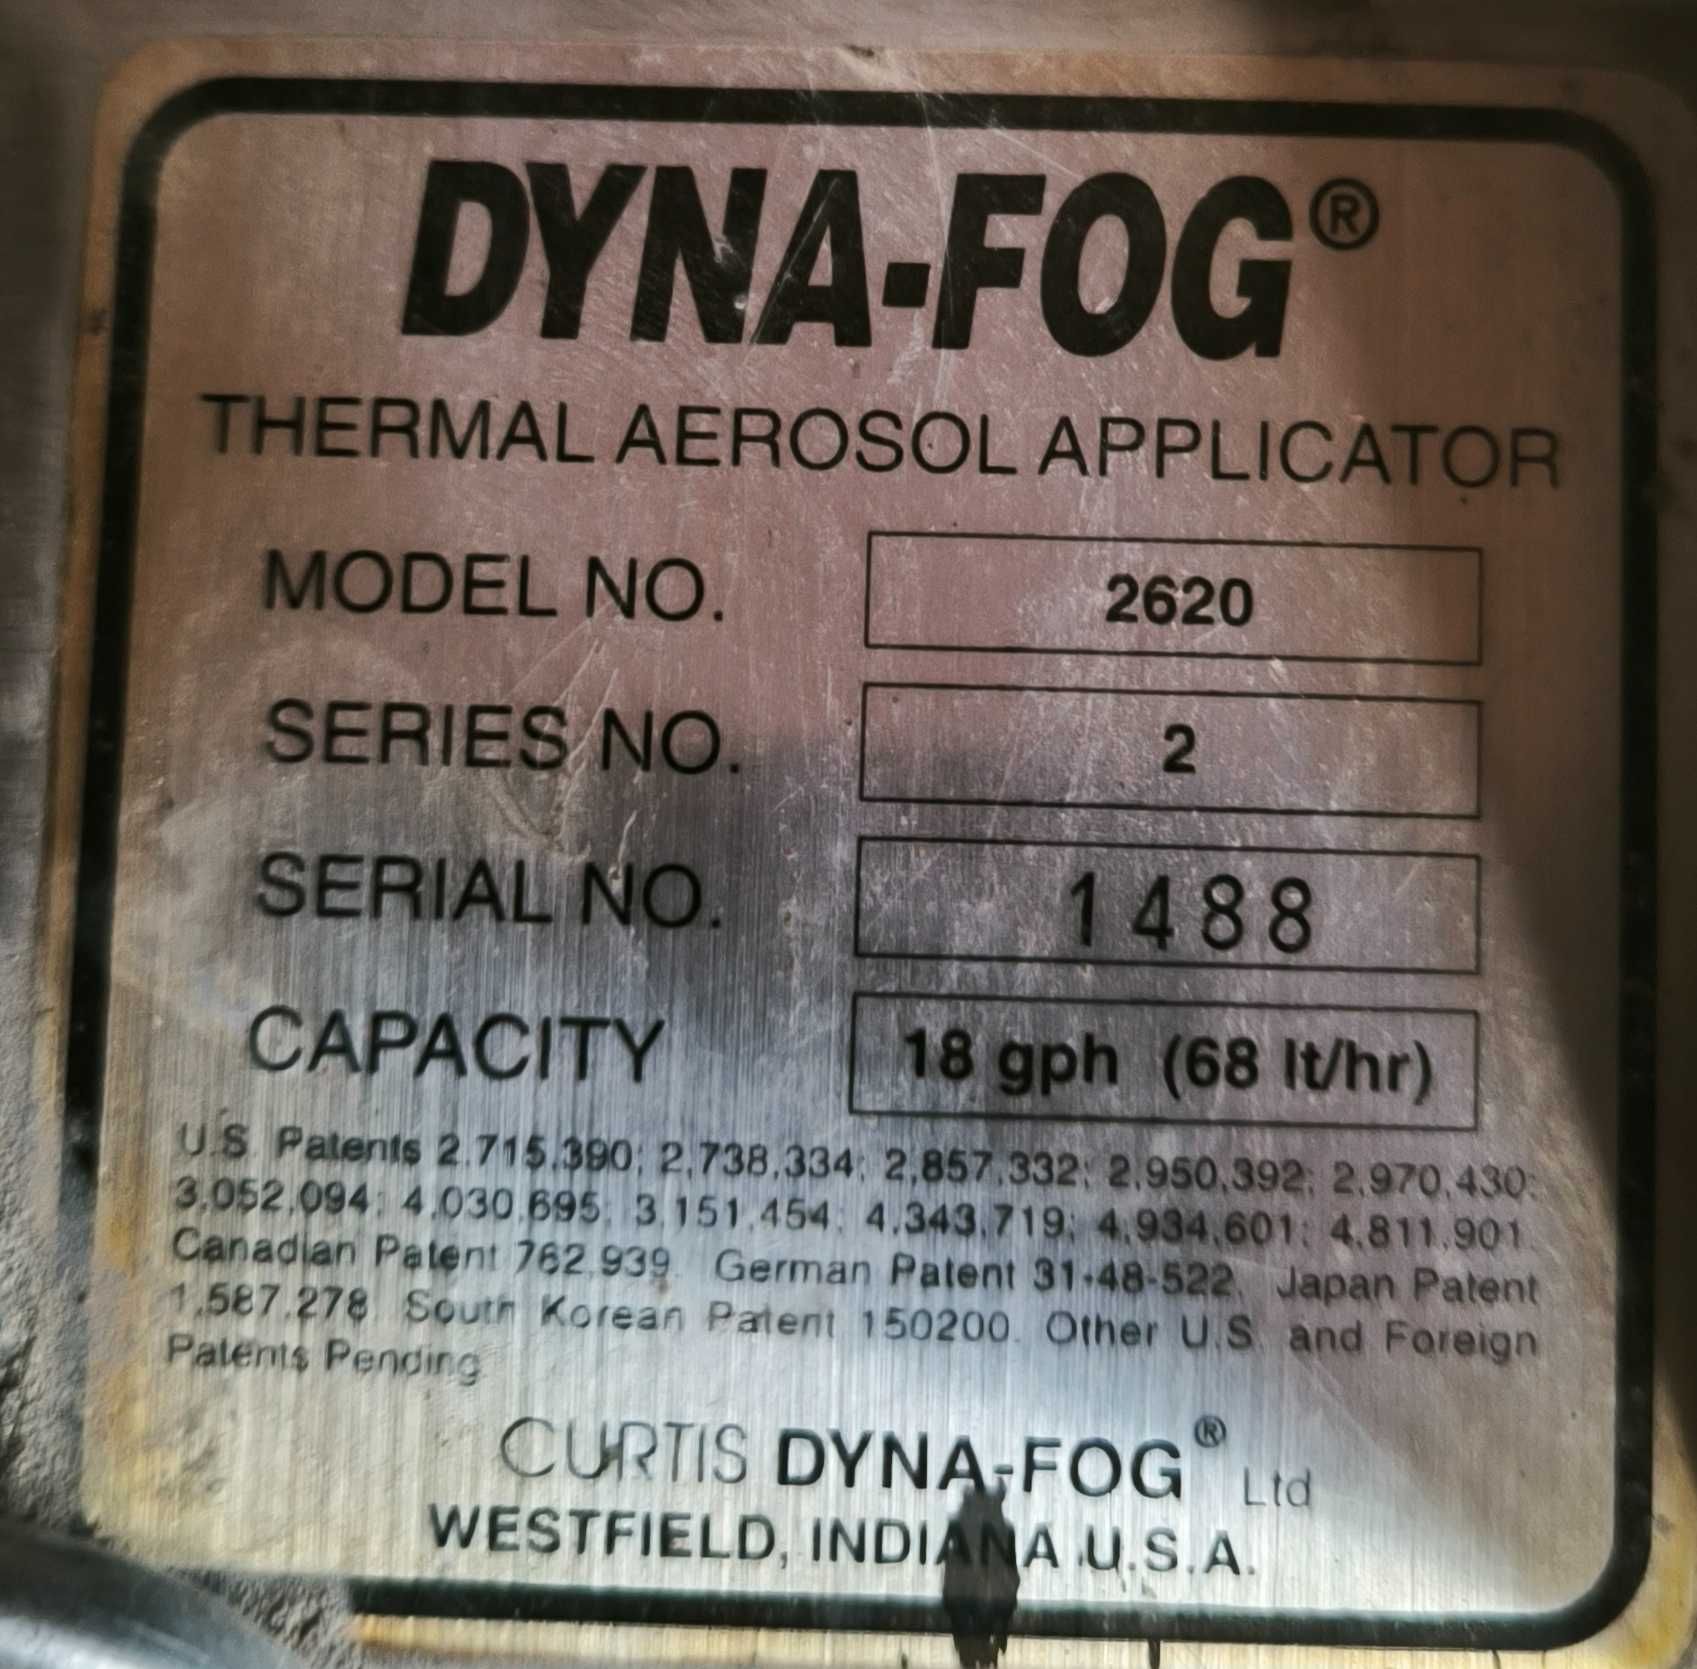 DYNA-FOG®
THERMAL AEROSOL APPLICATOR
MODEL NO. 2620
SERIES NO. 2
SERIAL NO. 1488
CAPACITY 18 gph (68 lt/hr)
U.S. Patents 2,715,390; 2,738,334; 2,857,332; 2,950,392; 2,970,430;
3,052,094; 4,030,695; 3,151,454; 4,343,719; 4,934,601; 4,811,901.
Canadian Patent 762,939. German Patent 31-48-522. Japan Patent
1,587,278. South Korean Patent 150200. Other U.S. and Foreign
Patents Pending
CURTIS DYNA-FOG® Ltd
WESTFIELD, INDIANA U.S.A.